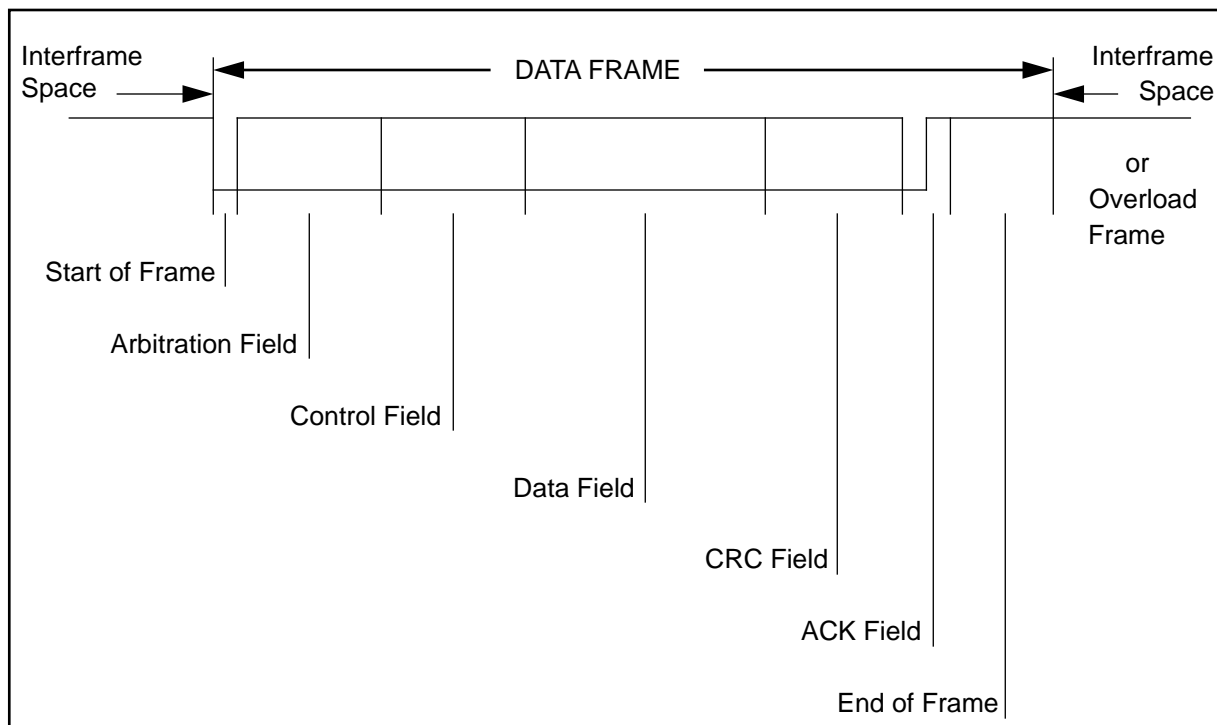 Interframe
Space
DATA FRAME
Interframe
Space
or
Overload
Frame
Start of Frame
Arbitration Field
Control Field
Data Field
CRC Field
ACK Field
End of Frame